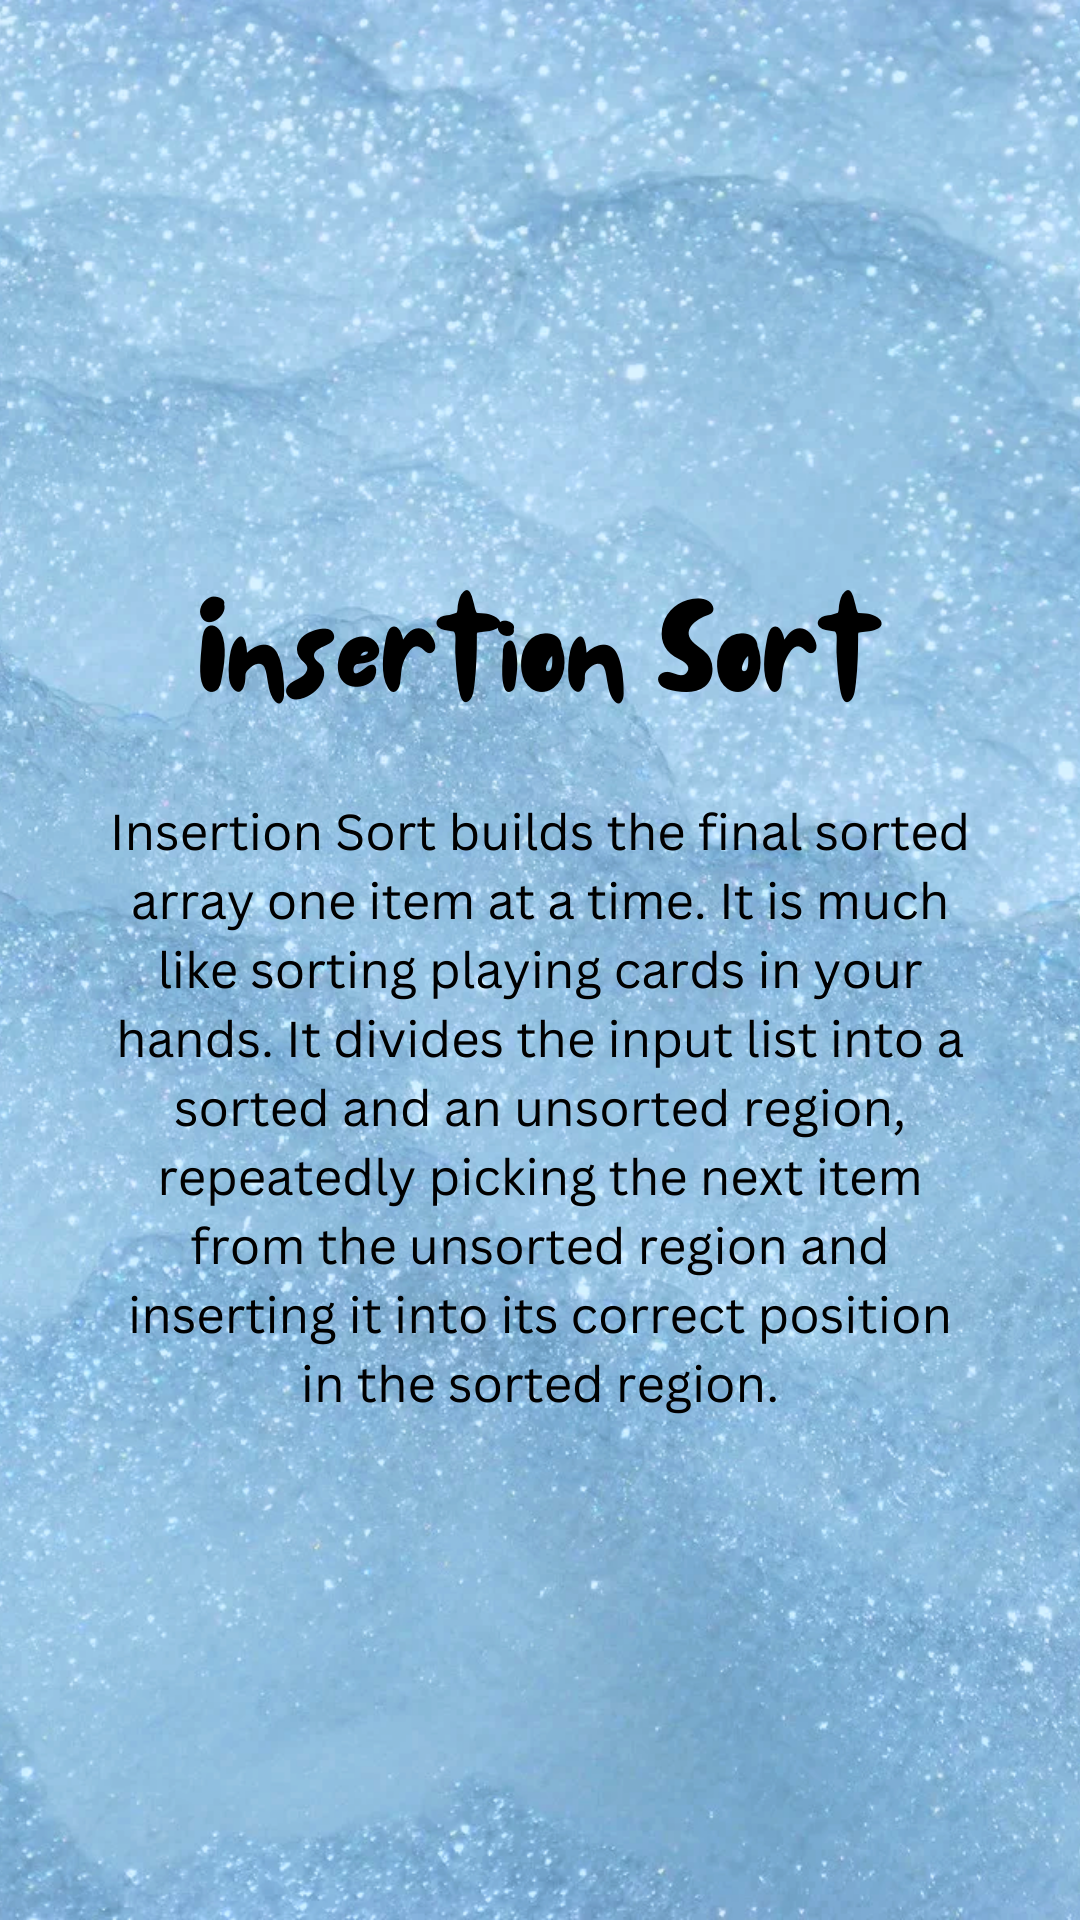 insertion Sort
Insertion Sort builds the final sorted
array one item at a time. It is much
like sorting playing cards in your
hands. It divides the input list into a
sorted and an unsorted region,
repeatedly picking the next item
from the unsorted region and
inserting it into its correct position
in the sorted region.